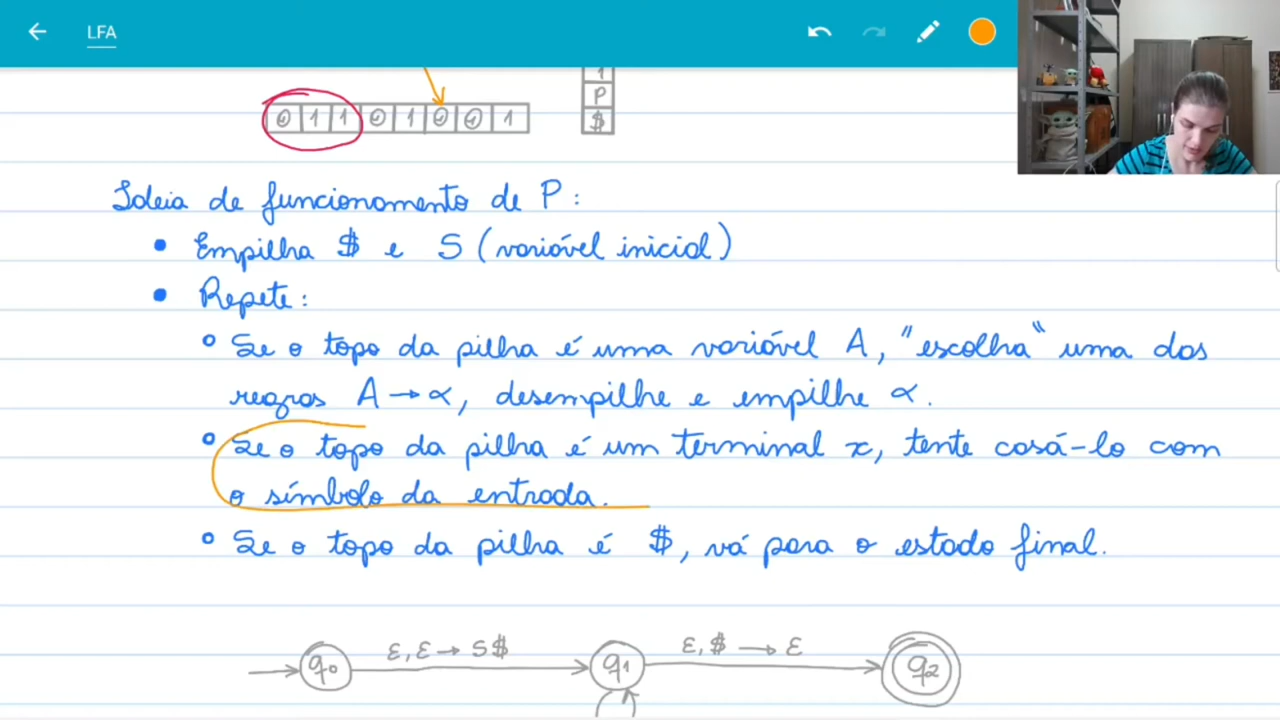 LFA
1
P
0 1 1 0 1 0 0 1 $
Ideia de funcionamento de P:
• Empilha $ e S (variável inicial)
• Repete:
◦ Se o topo da pilha é uma variável A, "escolha" uma das
regras A → α, desempilhe e empilhe α.
◦ Se o topo da pilha é um terminal x, tente casá-lo com
o símbolo da entrada.
◦ Se o topo da pilha é $, vá para o estado final.
ε, ε → S$ ε, $ → ε
q0 q1 q2